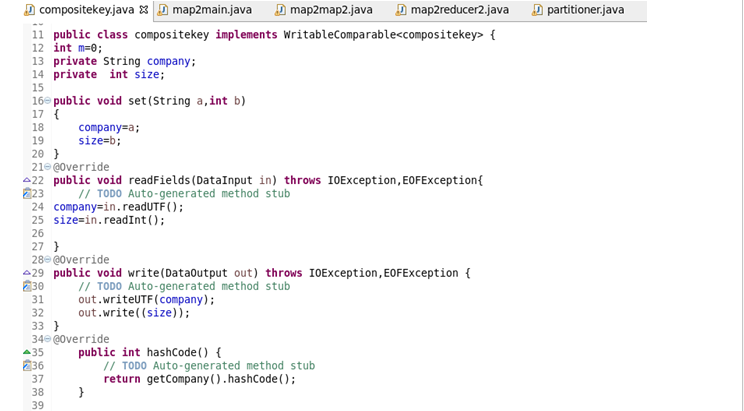 compositekey.java map2main.java map2map2.java map2reducer2.java partitioner.java
11 public class compositekey implements WritableComparable<compositekey> {
12 int m=0;
13 private String company;
14 private  int size;
15
16 public void set(String a,int b)
17 {
18     company=a;
19     size=b;
20 }
21 @Override
22 public void readFields(DataInput in) throws IOException,EOFException{
23     // TODO Auto-generated method stub
24 company=in.readUTF();
25 size=in.readInt();
26
27 }
28 @Override
29 public void write(DataOutput out) throws IOException,EOFException {
30     // TODO Auto-generated method stub
31     out.writeUTF(company);
32     out.write((size));
33 }
34 @Override
35     public int hashCode() {
36         // TODO Auto-generated method stub
37         return getCompany().hashCode();
38     }
39